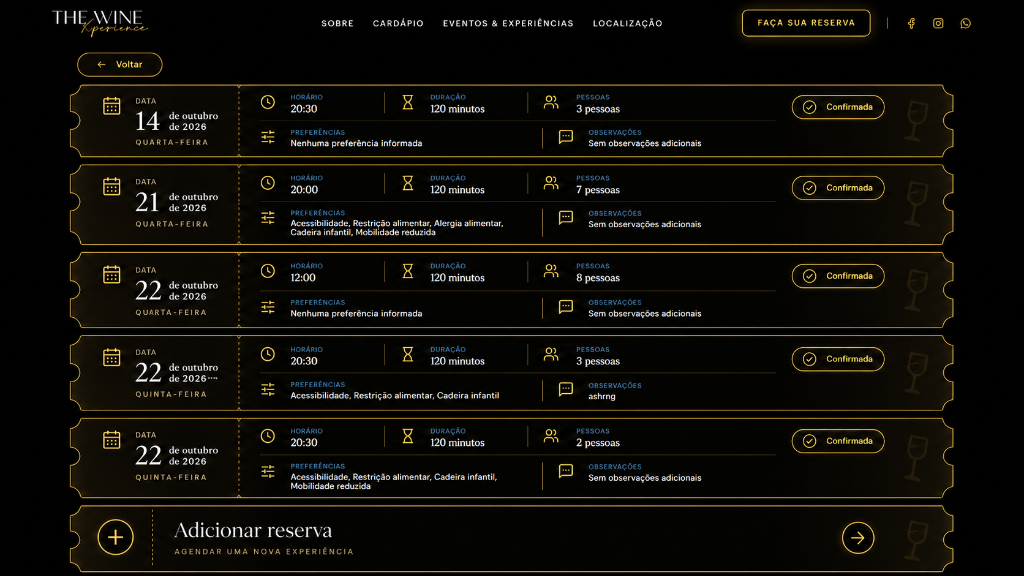 THE WINE
Xperience
SOBRE CARDÁPIO EVENTOS & EXPERIÊNCIAS LOCALIZAÇÃO
FAÇA SUA RESERVA
Voltar
DATA
14 de outubro
de 2026
QUARTA-FEIRA
HORÁRIO
20:30
DURAÇÃO
120 minutos
PESSOAS
3 pessoas
PREFERÊNCIAS
Nenhuma preferência informada
OBSERVAÇÕES
Sem observações adicionais
Confirmada
DATA
21 de outubro
de 2026
QUARTA-FEIRA
HORÁRIO
20:00
DURAÇÃO
120 minutos
PESSOAS
7 pessoas
PREFERÊNCIAS
Acessibilidade, Restrição alimentar, Alergia alimentar,
Cadeira infantil, Mobilidade reduzida
OBSERVAÇÕES
Sem observações adicionais
Confirmada
DATA
22 de outubro
de 2026
QUARTA-FEIRA
HORÁRIO
12:00
DURAÇÃO
120 minutos
PESSOAS
8 pessoas
PREFERÊNCIAS
Nenhuma preferência informada
OBSERVAÇÕES
Sem observações adicionais
Confirmada
DATA
22 de outubro
de 2026
QUINTA-FEIRA
HORÁRIO
20:30
DURAÇÃO
120 minutos
PESSOAS
3 pessoas
PREFERÊNCIAS
Acessibilidade, Restrição alimentar, Cadeira infantil
OBSERVAÇÕES
ashrng
Confirmada
DATA
22 de outubro
de 2026
QUINTA-FEIRA
HORÁRIO
20:30
DURAÇÃO
120 minutos
PESSOAS
2 pessoas
PREFERÊNCIAS
Acessibilidade, Restrição alimentar, Cadeira infantil,
Mobilidade reduzida
OBSERVAÇÕES
Sem observações adicionais
Confirmada
Adicionar reserva
AGENDAR UMA NOVA EXPERIÊNCIA